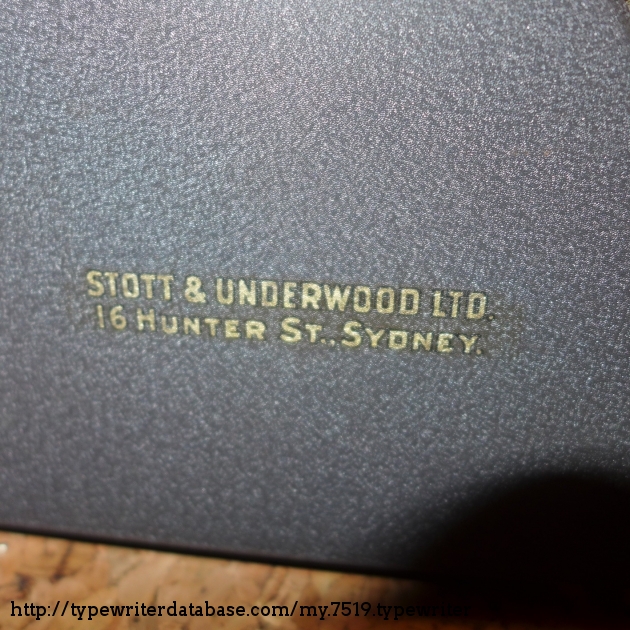 STOTT & UNDERWOOD LTD.
16 HUNTER ST., SYDNEY.
http://typewriterdatabase.com/my.7519.typewriter